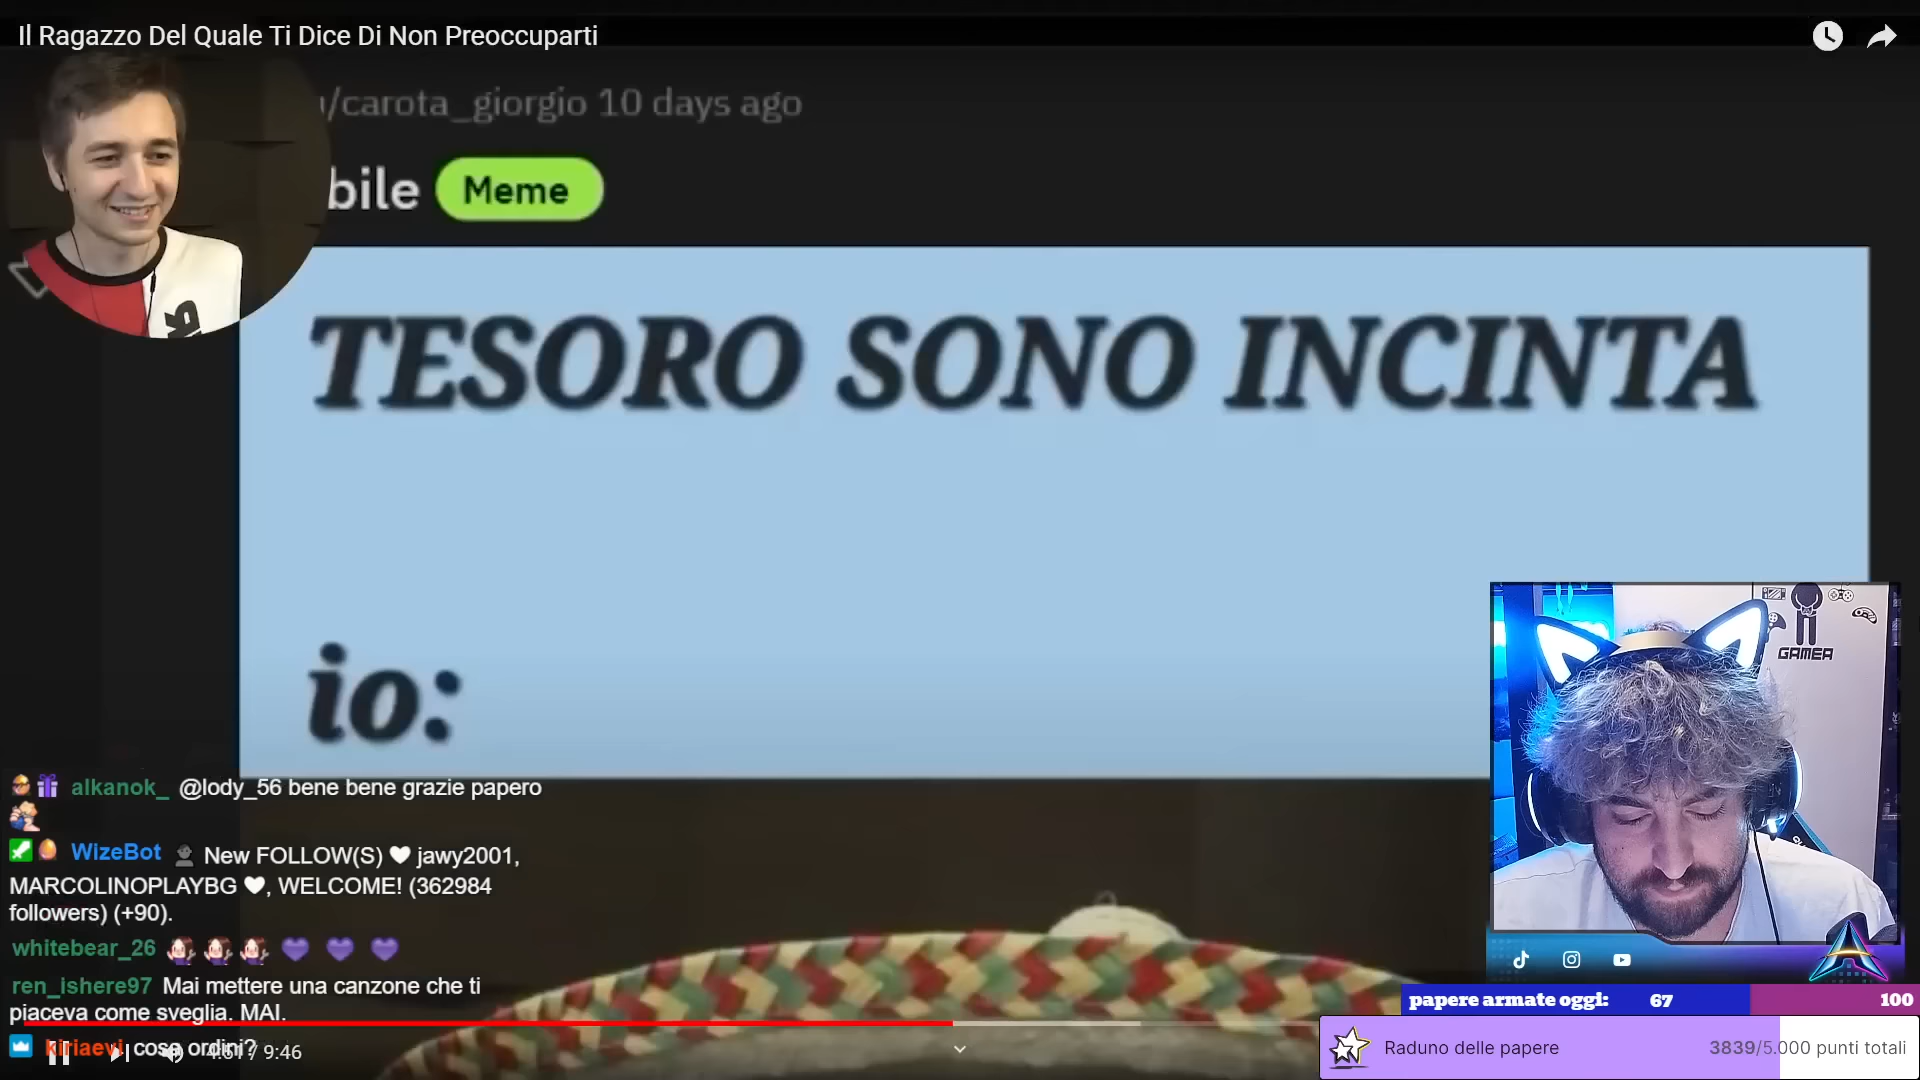 Il Ragazzo Del Quale Ti Dice Di Non Preoccuparti
u/carota_giorgio 10 days ago
bile Meme
TESORO SONO INCINTA
io:
alkanok_ @lody_56 bene bene grazie papero
WizeBot New FOLLOW(S) ♥ jawy2001,
MARCOLINOPLAYBG ♥, WELCOME! (362984
followers) (+90).
whitebear_26
ren_ishere97 Mai mettere una canzone che ti
piaceva come sveglia. MAI.
kiriaevi cosa ordini?
4:51 / 9:46
GAMER
papere armate oggi: 67 100
Raduno delle papere 3839/5.000 punti totali